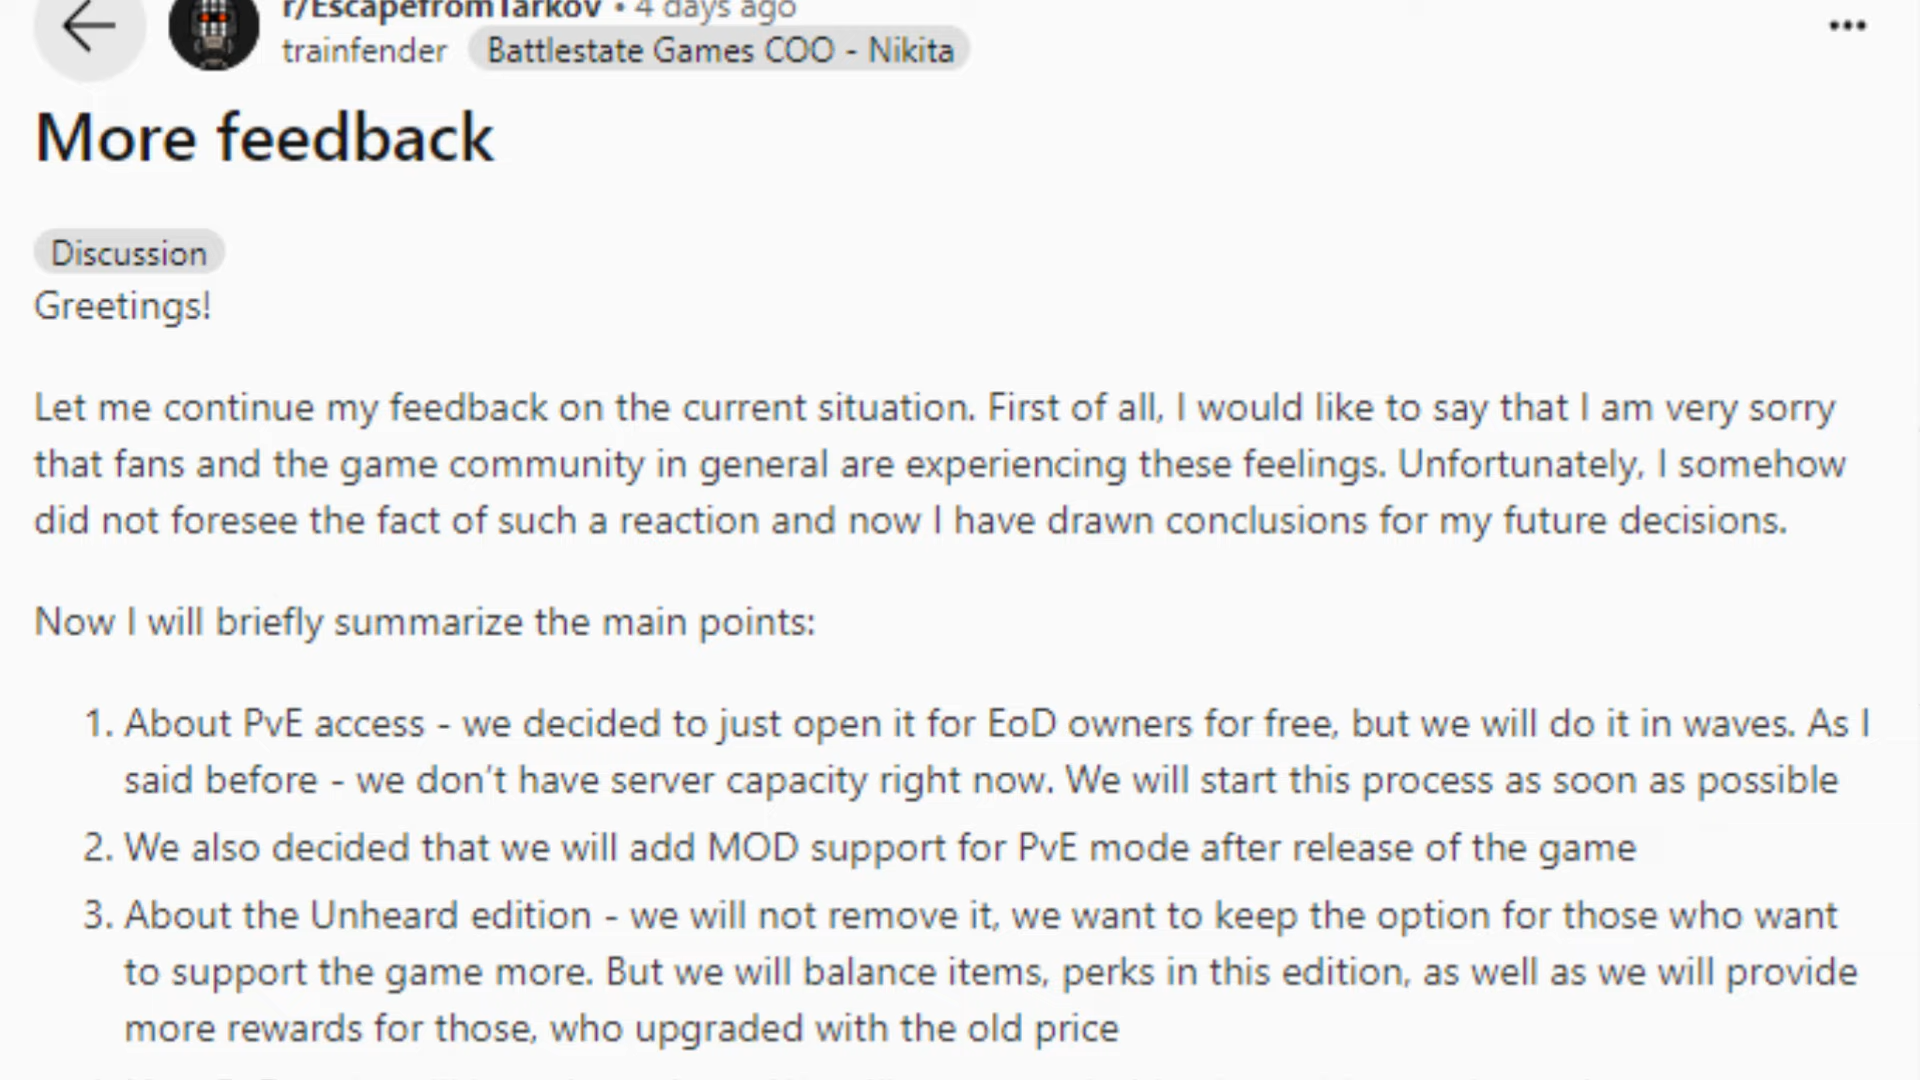 r/EscapefromTarkov • 4 days ago
trainfender Battlestate Games COO - Nikita
More feedback
Discussion
Greetings!
Let me continue my feedback on the current situation. First of all, I would like to say that I am very sorry
that fans and the game community in general are experiencing these feelings. Unfortunately, I somehow
did not foresee the fact of such a reaction and now I have drawn conclusions for my future decisions.
Now I will briefly summarize the main points:
1. About PvE access - we decided to just open it for EoD owners for free, but we will do it in waves. As I
said before - we don't have server capacity right now. We will start this process as soon as possible
2. We also decided that we will add MOD support for PvE mode after release of the game
3. About the Unheard edition - we will not remove it, we want to keep the option for those who want
to support the game more. But we will balance items, perks in this edition, as well as we will provide
more rewards for those, who upgraded with the old price